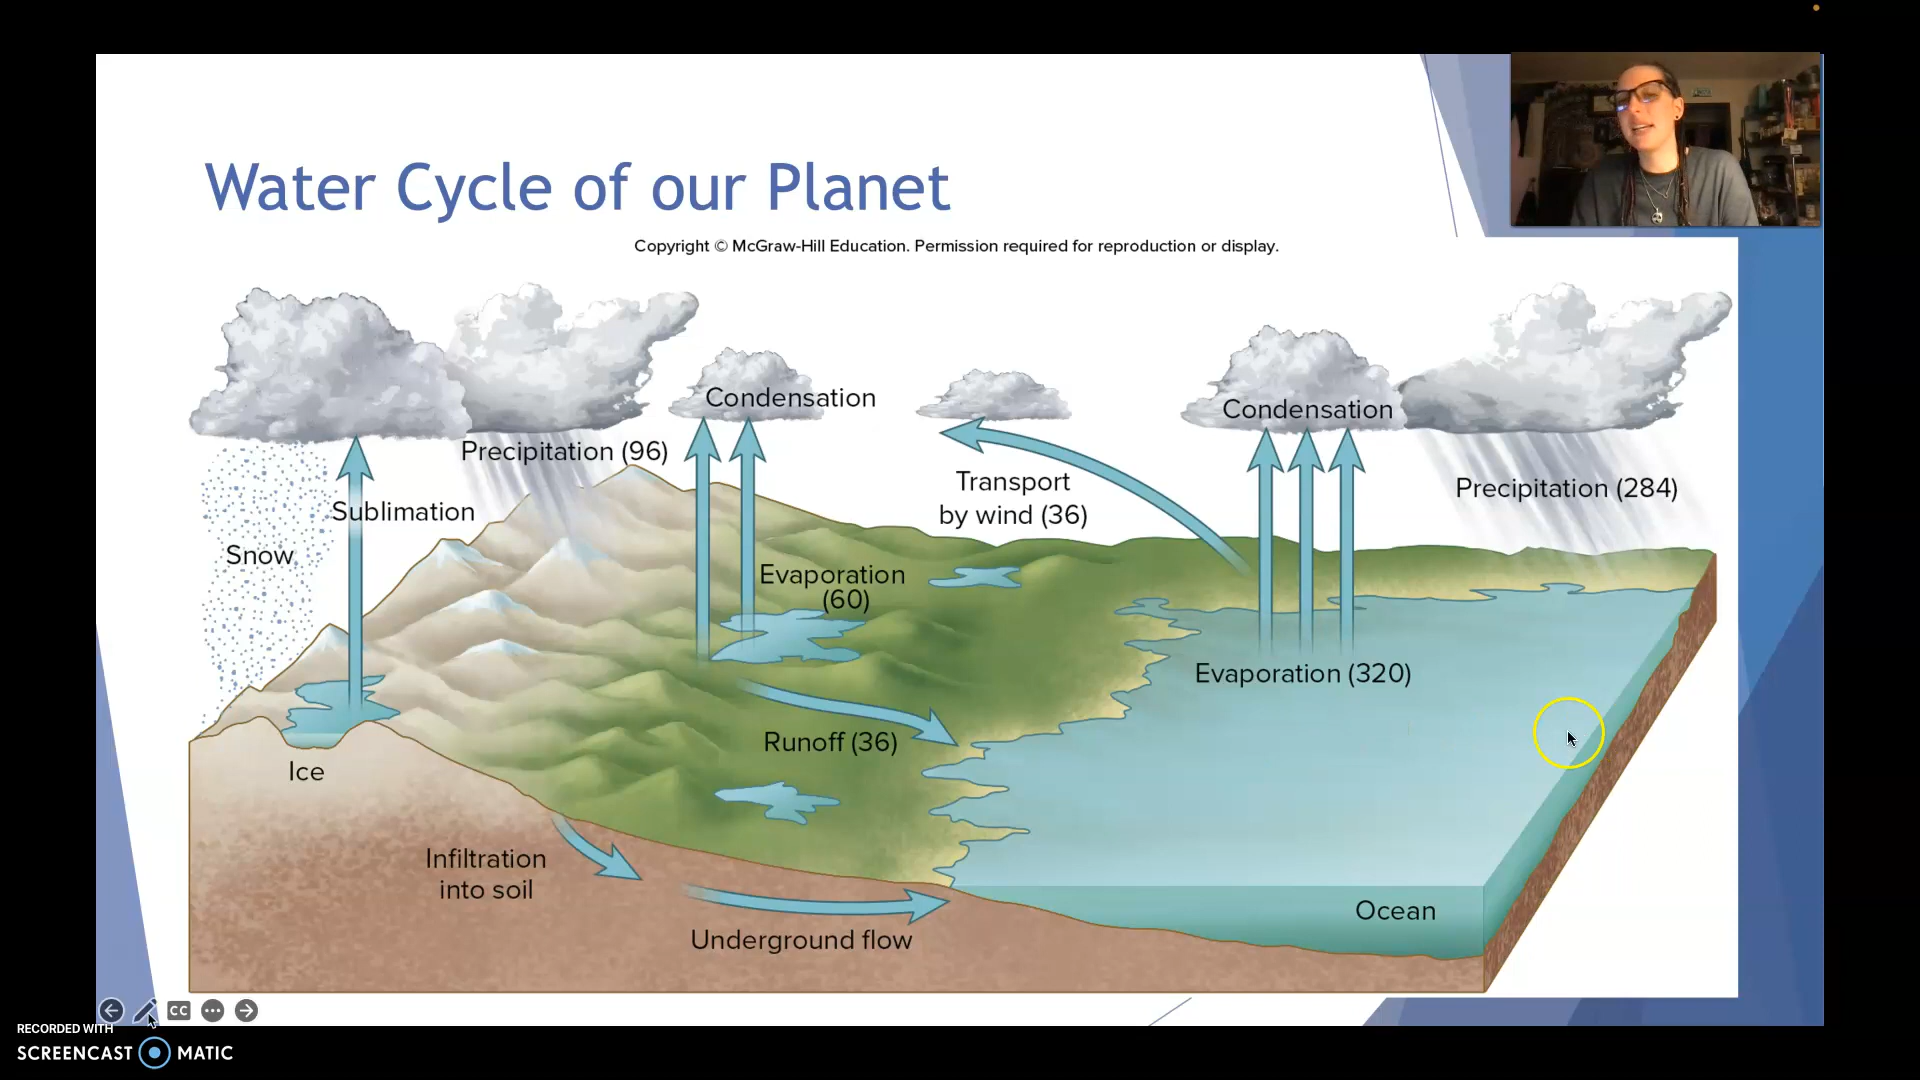 Water Cycle of our Planet
Copyright © McGraw-Hill Education. Permission required for reproduction or display.
Condensation
Condensation
Precipitation (96)
Transport
by wind (36)
Precipitation (284)
Sublimation
Snow
Evaporation
(60)
Evaporation (320)
Runoff (36)
Ice
Infiltration
into soil
Underground flow
Ocean
CC
RECORDED WITH
SCREENCAST MATIC